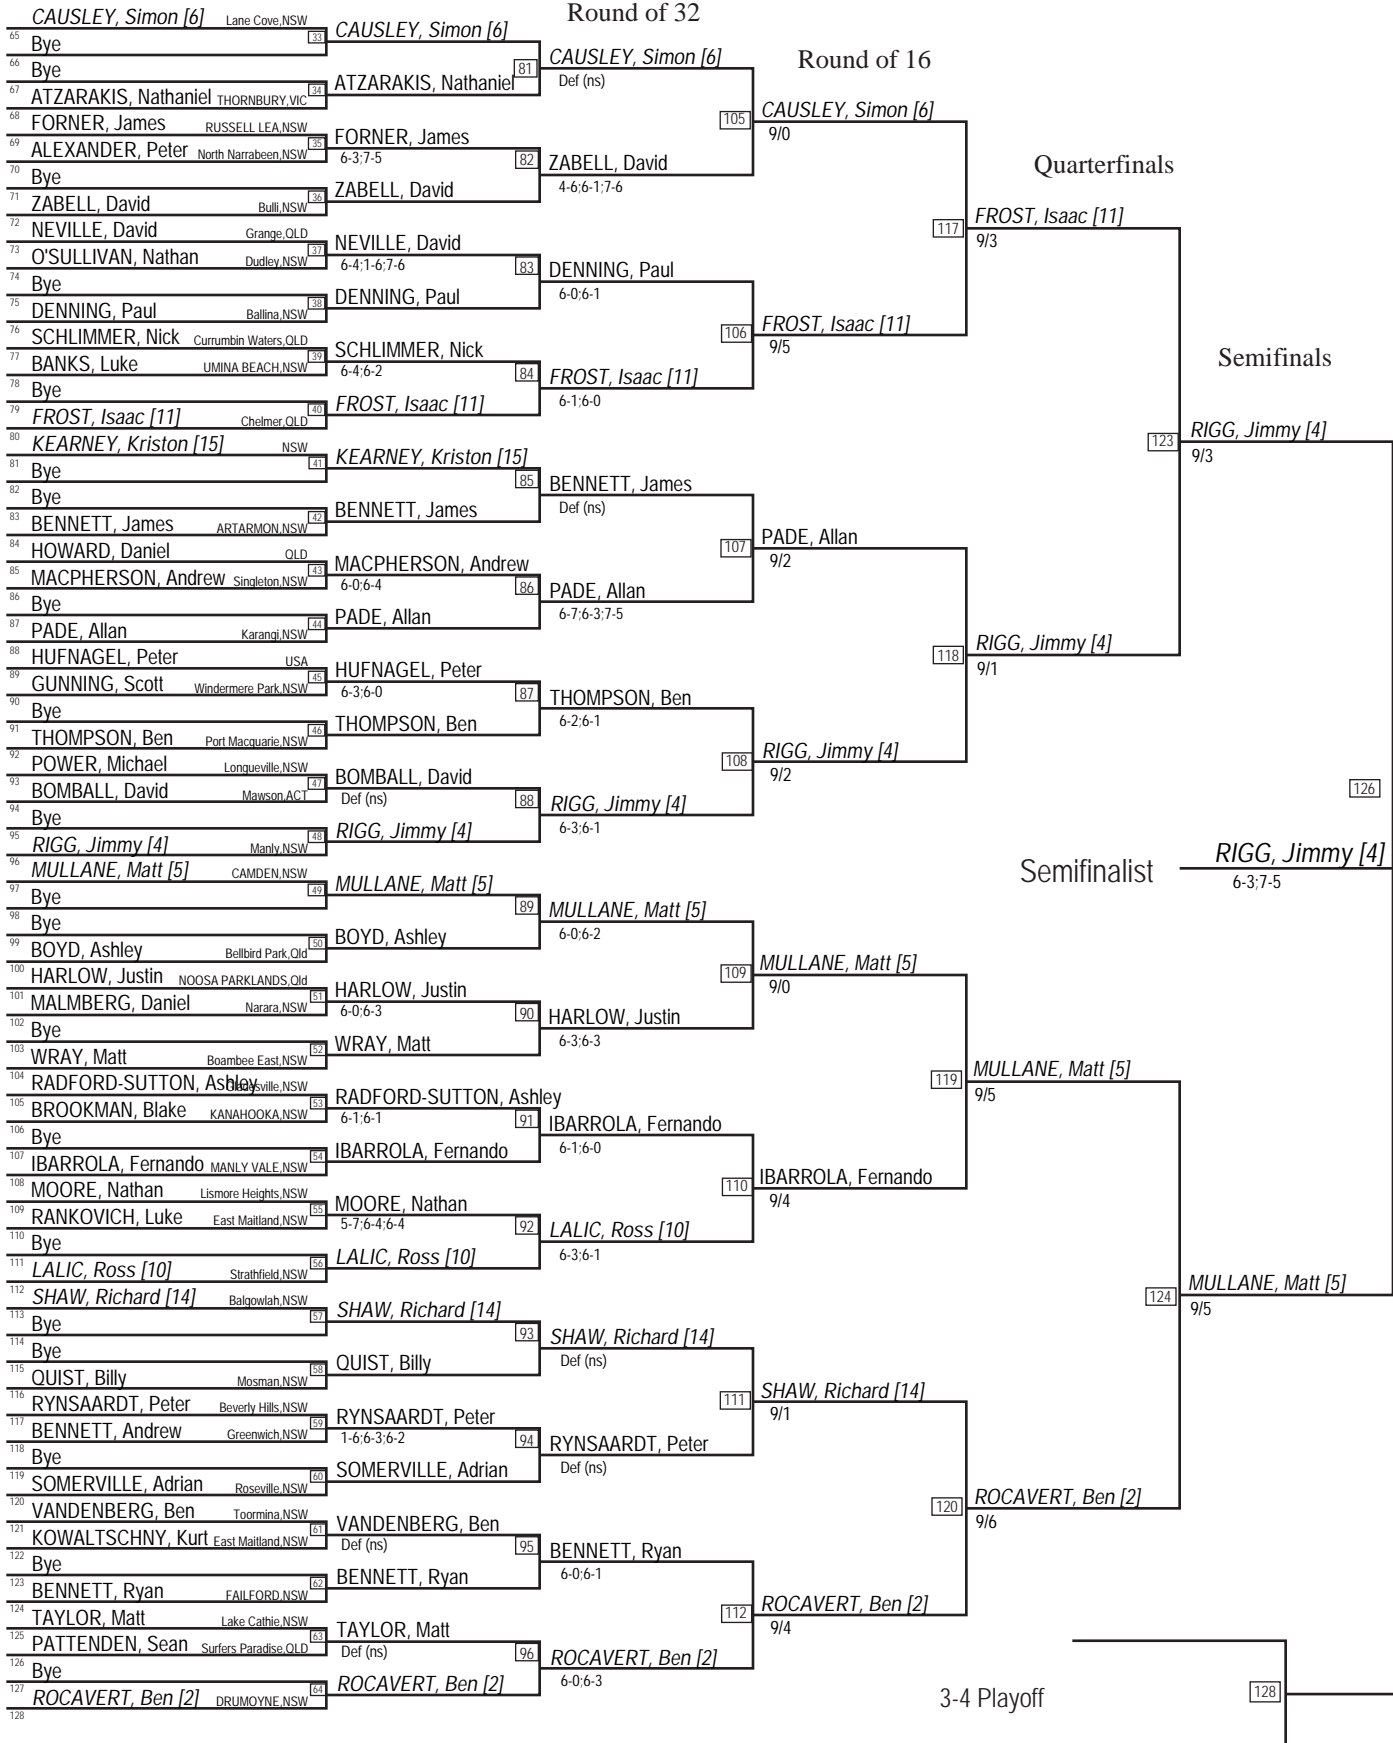 CAUSLEY, Simon [6] Lane Cove,NSW
65 Bye 33
66 Bye
67 ATZARAKIS, Nathaniel THORNBURY,VIC 34
68 FORNER, James RUSSELL LEA,NSW
69 ALEXANDER, Peter North Narrabeen,NSW 35
70 Bye
71 ZABELL, David Bulli,NSW 36
72 NEVILLE, David Grange,QLD
73 O'SULLIVAN, Nathan Dudley,NSW 37
74 Bye
75 DENNING, Paul Ballina,NSW 38
76 SCHLIMMER, Nick Currumbin Waters,QLD
77 BANKS, Luke UMINA BEACH,NSW 39
78 Bye
79 FROST, Isaac [11] Chelmer,QLD 40
80 KEARNEY, Kriston [15] NSW
81 Bye 41
82 Bye
83 BENNETT, James ARTARMON,NSW 42
84 HOWARD, Daniel QLD
85 MACPHERSON, Andrew Singleton,NSW 43
86 Bye
87 PADE, Allan Karangi,NSW 44
88 HUFNAGEL, Peter USA
89 GUNNING, Scott Windermere Park,NSW 45
90 Bye
91 THOMPSON, Ben Port Macquarie,NSW 46
92 POWER, Michael Longueville,NSW
93 BOMBALL, David Mawson,ACT 47
94 Bye
95 RIGG, Jimmy [4] Manly,NSW 48
96 MULLANE, Matt [5] CAMDEN,NSW
97 Bye 49
98 Bye
99 BOYD, Ashley Bellbird Park,Qld 50
100 HARLOW, Justin NOOSA PARKLANDS,Qld
101 MALMBERG, Daniel Narara,NSW 51
102 Bye
103 WRAY, Matt Boambee East,NSW 52
104 RADFORD-SUTTON, Ashley Gladesville,NSW
105 BROOKMAN, Blake KANAHOOKA,NSW 53
106 Bye
107 IBARROLA, Fernando MANLY VALE,NSW 54
108 MOORE, Nathan Lismore Heights,NSW
109 RANKOVICH, Luke East Maitland,NSW 55
110 Bye
111 LALIC, Ross [10] Strathfield,NSW 56
112 SHAW, Richard [14] Balgowlah,NSW
113 Bye 57
114 Bye
115 QUIST, Billy Mosman,NSW 58
116 RYNSAARDT, Peter Beverly Hills,NSW
117 BENNETT, Andrew Greenwich,NSW 59
118 Bye
119 SOMERVILLE, Adrian Roseville,NSW 60
120 VANDENBERG, Ben Toormina,NSW
121 KOWALTSCHNY, Kurt East Maitland,NSW 61
122 Bye
123 BENNETT, Ryan FAILFORD,NSW 62
124 TAYLOR, Matt Lake Cathie,NSW
125 PATTENDEN, Sean Surfers Paradise,QLD 63
126 Bye
127 ROCAVERT, Ben [2] DRUMOYNE,NSW 64
128
CAUSLEY, Simon [6]
81
ATZARAKIS, Nathaniel
FORNER, James
6-3;7-5
82
ZABELL, David
NEVILLE, David
6-4;1-6;7-6
83
DENNING, Paul
SCHLIMMER, Nick
6-4;6-2
84
FROST, Isaac [11]
KEARNEY, Kriston [15]
85
BENNETT, James
MACPHERSON, Andrew
6-0;6-4
86
PADE, Allan
HUFNAGEL, Peter
6-3;6-0
87
THOMPSON, Ben
BOMBALL, David
Def (ns)
88
RIGG, Jimmy [4]
MULLANE, Matt [5]
89
BOYD, Ashley
HARLOW, Justin
6-0;6-3
90
WRAY, Matt
RADFORD-SUTTON, Ashley
6-1;6-1
91
IBARROLA, Fernando
MOORE, Nathan
5-7;6-4;6-4
92
LALIC, Ross [10]
SHAW, Richard [14]
93
QUIST, Billy
RYNSAARDT, Peter
1-6;6-3;6-2
94
SOMERVILLE, Adrian
VANDENBERG, Ben
Def (ns)
95
BENNETT, Ryan
TAYLOR, Matt
Def (ns)
96
ROCAVERT, Ben [2]
Round of 32
CAUSLEY, Simon [6]
Def (ns)
105
ZABELL, David
4-6;6-1;7-6
DENNING, Paul
6-0;6-1
106
FROST, Isaac [11]
6-1;6-0
BENNETT, James
Def (ns)
107
PADE, Allan
6-7;6-3;7-5
THOMPSON, Ben
6-2;6-1
108
RIGG, Jimmy [4]
6-3;6-1
MULLANE, Matt [5]
6-0;6-2
109
HARLOW, Justin
6-3;6-3
IBARROLA, Fernando
6-1;6-0
110
LALIC, Ross [10]
6-3;6-1
SHAW, Richard [14]
Def (ns)
111
RYNSAARDT, Peter
Def (ns)
BENNETT, Ryan
6-0;6-1
112
ROCAVERT, Ben [2]
6-0;6-3
Round of 16
CAUSLEY, Simon [6]
9/0
117
FROST, Isaac [11]
9/5
PADE, Allan
9/2
118
RIGG, Jimmy [4]
9/2
MULLANE, Matt [5]
9/0
119
IBARROLA, Fernando
9/4
SHAW, Richard [14]
9/1
120
ROCAVERT, Ben [2]
9/4
Quarterfinals
FROST, Isaac [11]
9/3
123
RIGG, Jimmy [4]
9/1
MULLANE, Matt [5]
9/5
124
ROCAVERT, Ben [2]
9/6
Semifinals
RIGG, Jimmy [4]
9/3
126
Semifinalist RIGG, Jimmy [4]
6-3;7-5
MULLANE, Matt [5]
9/5
3-4 Playoff 128